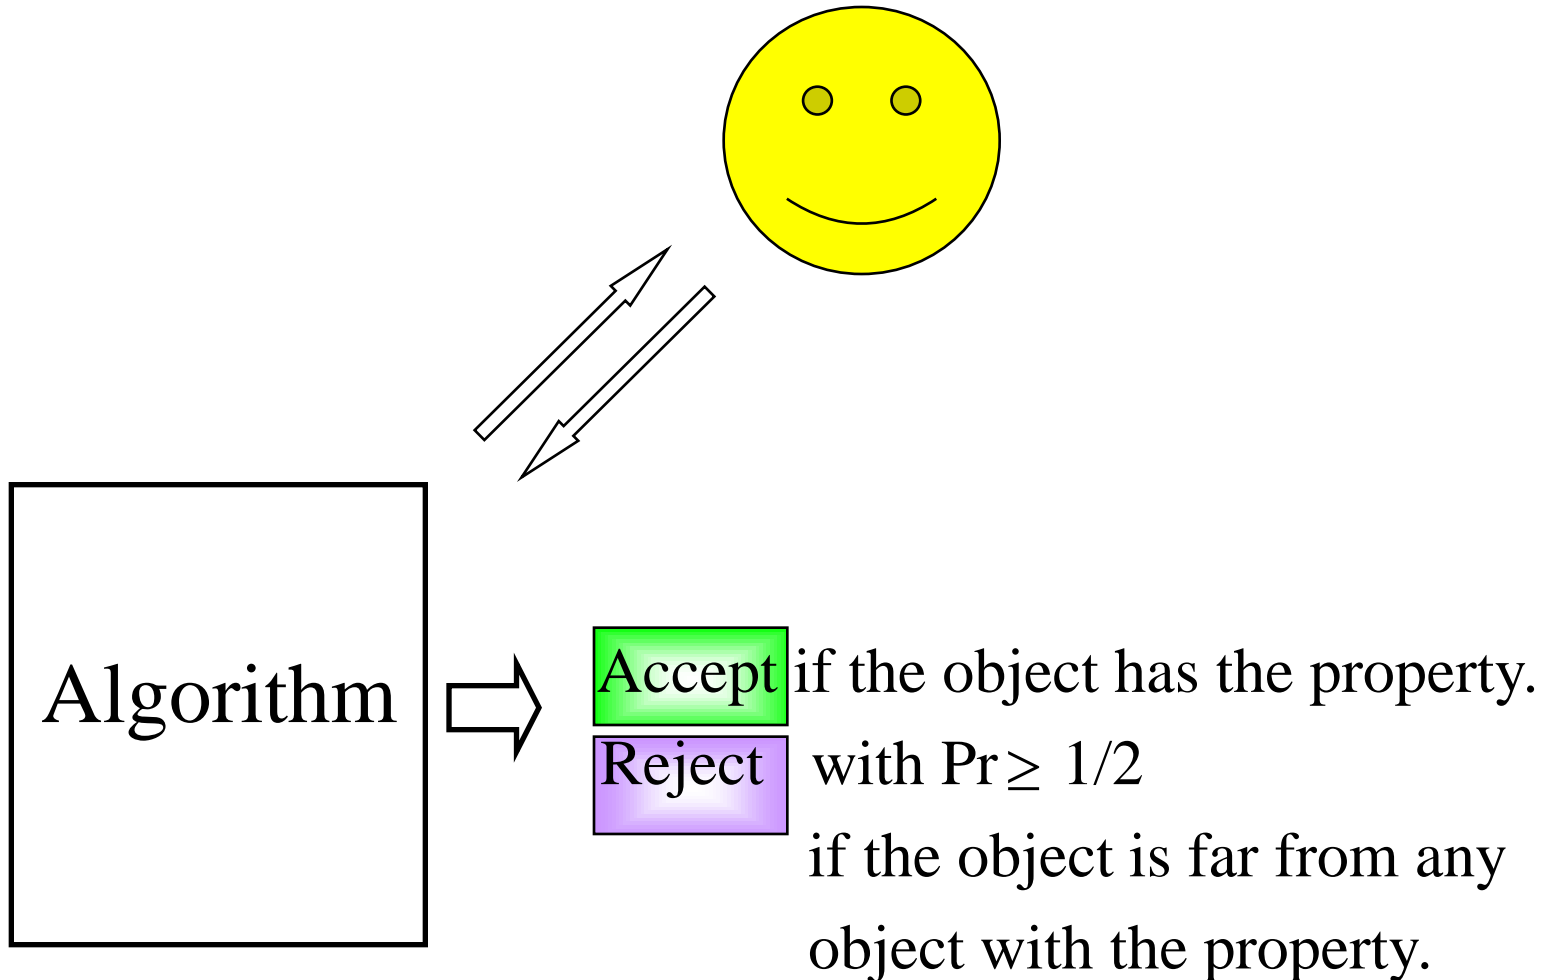 Algorithm
Accept if the object has the property.
Reject with Pr ≥ 1/2
if the object is far from any
object with the property.